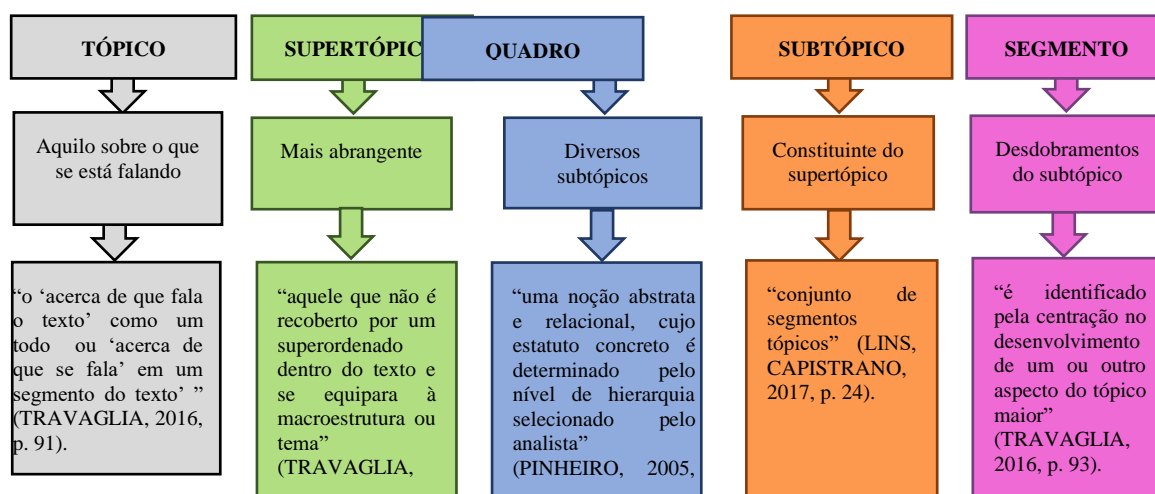 TÓPICO
Aquilo sobre o que
se está falando
“o ‘acerca de que fala
o texto’ como um
todo ou ‘acerca de
que se fala’ em um
segmento do texto’ ”
(TRAVAGLIA, 2016,
p. 91).
SUPERTÓPIC
Mais abrangente
“aquele que não é
recoberto por um
superordenado
dentro do texto e
se equipara à
macroestrutura ou
tema”
(TRAVAGLIA,
QUADRO
Diversos
subtópicos
“uma noção abstrata
e relacional, cujo
estatuto concreto é
determinado pelo
nível de hierarquia
selecionado pelo
analista”
(PINHEIRO, 2005,
SUBTÓPICO
Constituinte do
supertópico
“conjunto de
segmentos
tópicos” (LINS,
CAPISTRANO,
2017, p. 24).
SEGMENTO
Desdobramentos
do subtópico
“é identificado
pela centração no
desenvolvimento
de um ou outro
aspecto do tópico
maior”
(TRAVAGLIA,
2016, p. 93).